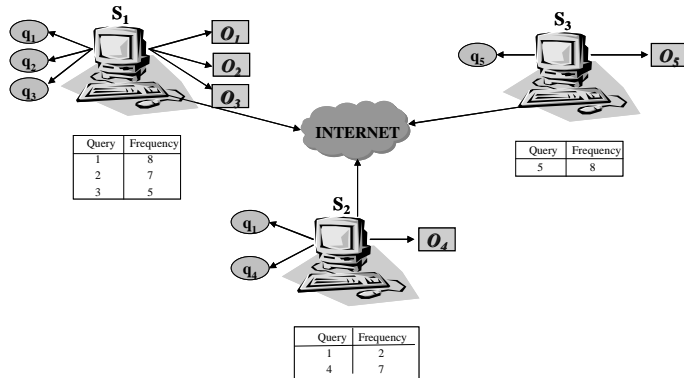 S1
q1
q2
q3
O1
O2
O3
Query Frequency
1 8
2 7
3 5
S3
q5
O5
Query Frequency
5 8
INTERNET
S2
q1
q4
O4
Query Frequency
1 2
4 7